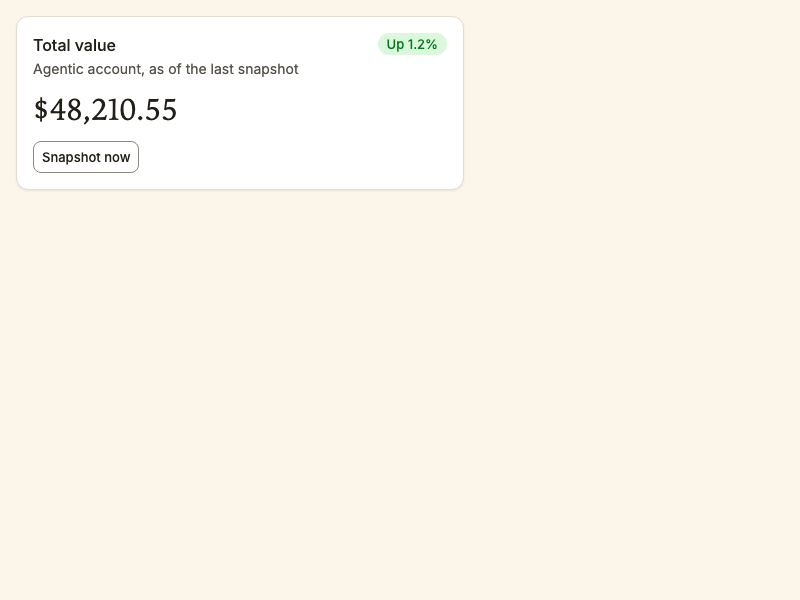 Total value
Up 1.2%
Agentic account, as of the last snapshot
$48,210.55
Snapshot now